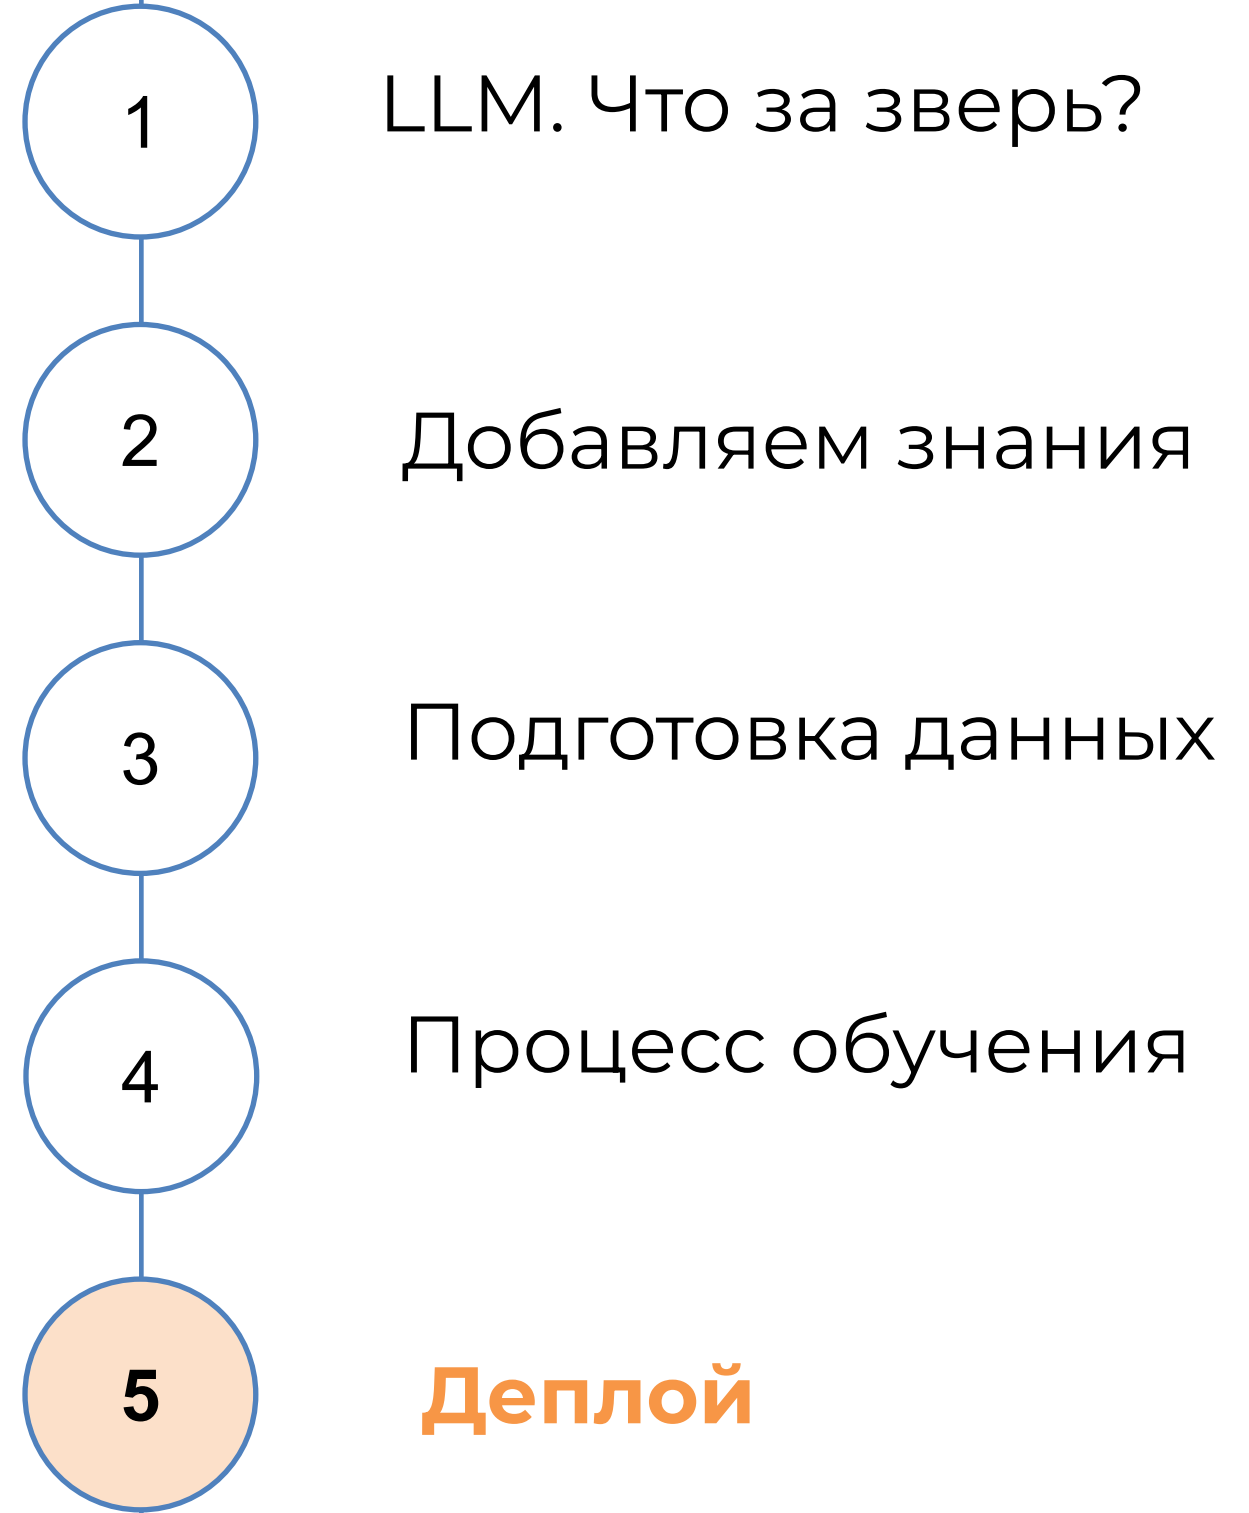 1
LLM. Что за зверь?
2
Добавляем знания
3
Подготовка данных
4
Процесс обучения
5
Деплой